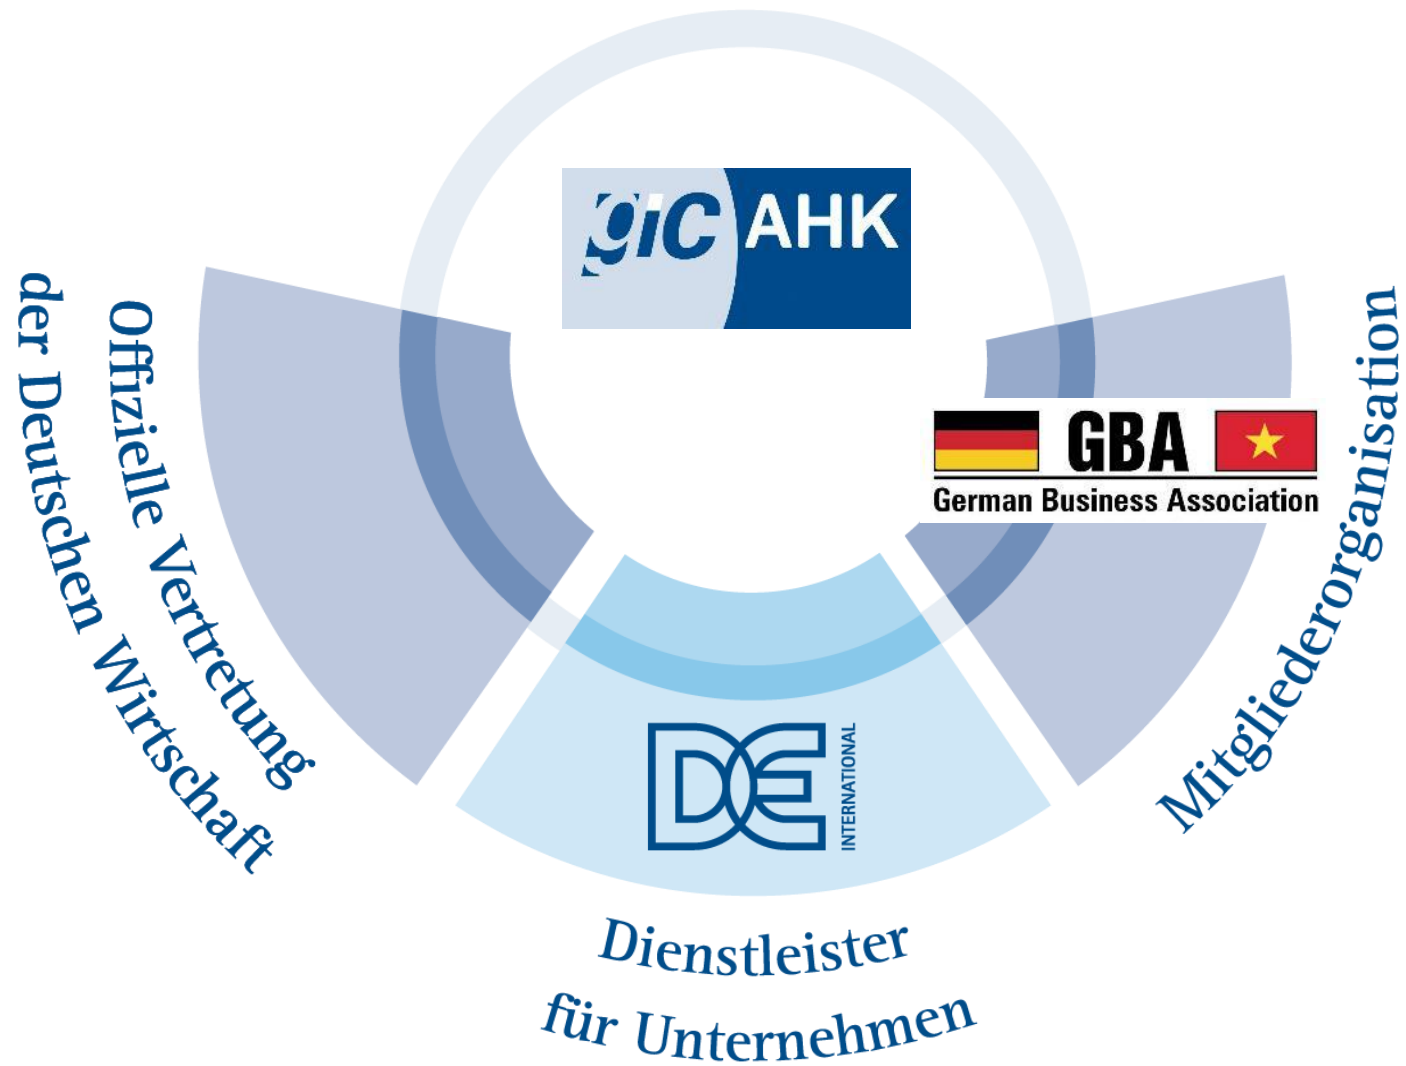 giC AHK
GBA
German Business Association
Offizielle Vertretung
der Deutschen Wirtschaft
Mitgliederorganisation
DE
INTERNATIONAL
Dienstleister
für Unternehmen